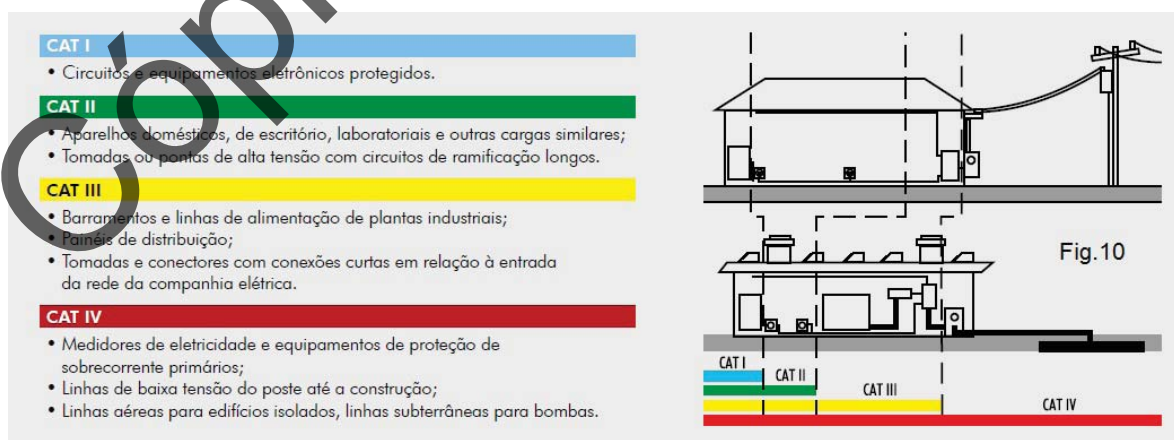 CAT I
• Circuitos e equipamentos eletrônicos protegidos.
CAT II
• Aparelhos domésticos, de escritório, laboratoriais e outras cargas similares;
• Tomadas ou pontas de alta tensão com circuitos de ramificação longos.
CAT III
• Barramentos e linhas de alimentação de plantas industriais;
• Painéis de distribuição;
• Tomadas e conectores com conexões curtas em relação à entrada
da rede da companhia elétrica.
CAT IV
• Medidores de eletricidade e equipamentos de proteção de
sobrecorrente primários;
• Linhas de baixa tensão do poste até a construção;
• Linhas aéreas para edifícios isolados, linhas subterrâneas para bombas.
Fig.10
CAT I
CAT II
CAT III
CAT IV
Cóp